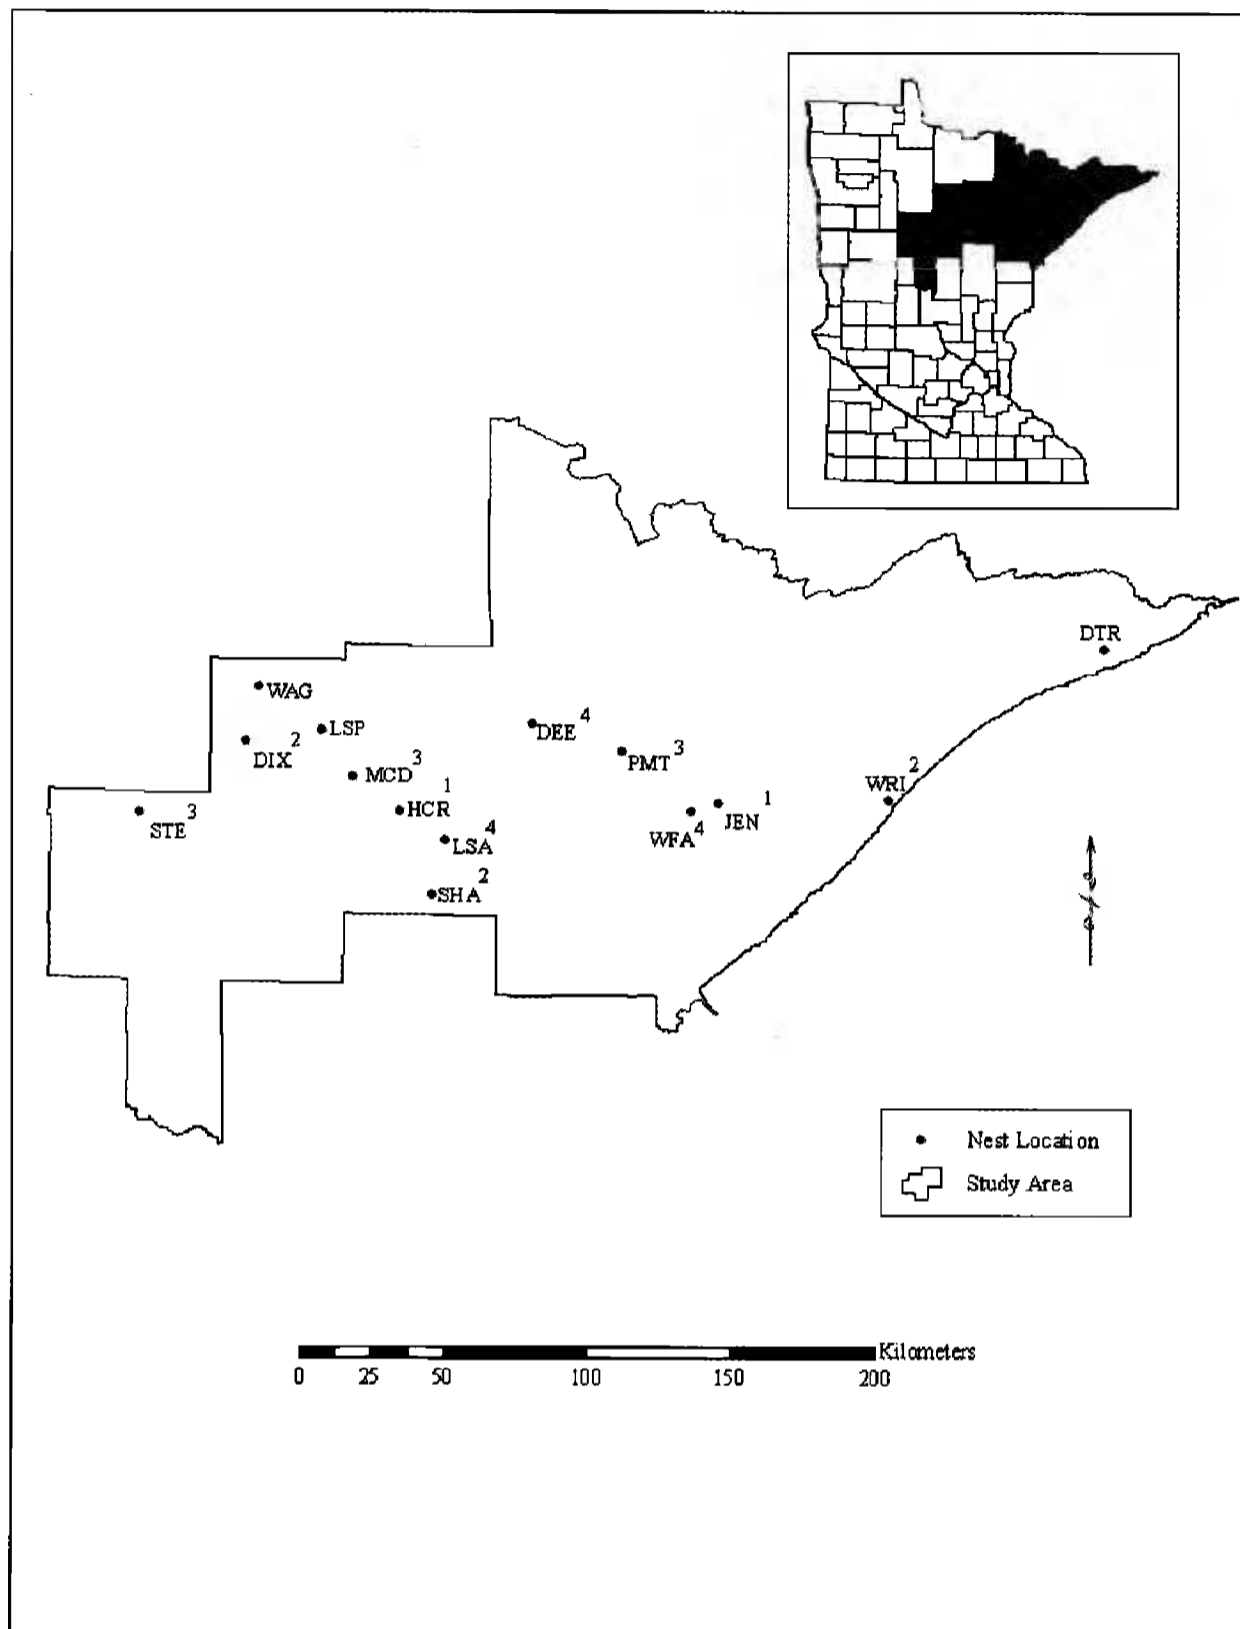 DTR
WAG
LSP
DEE 4
DIX 2
PMT 3
MCD 3
WRI 2
HCR 1
JEN 1
STE 3
WFA 4
LSA 4
SHA 2
Nest Location
Study Area
Kilometers
0 25 50 100 150 200